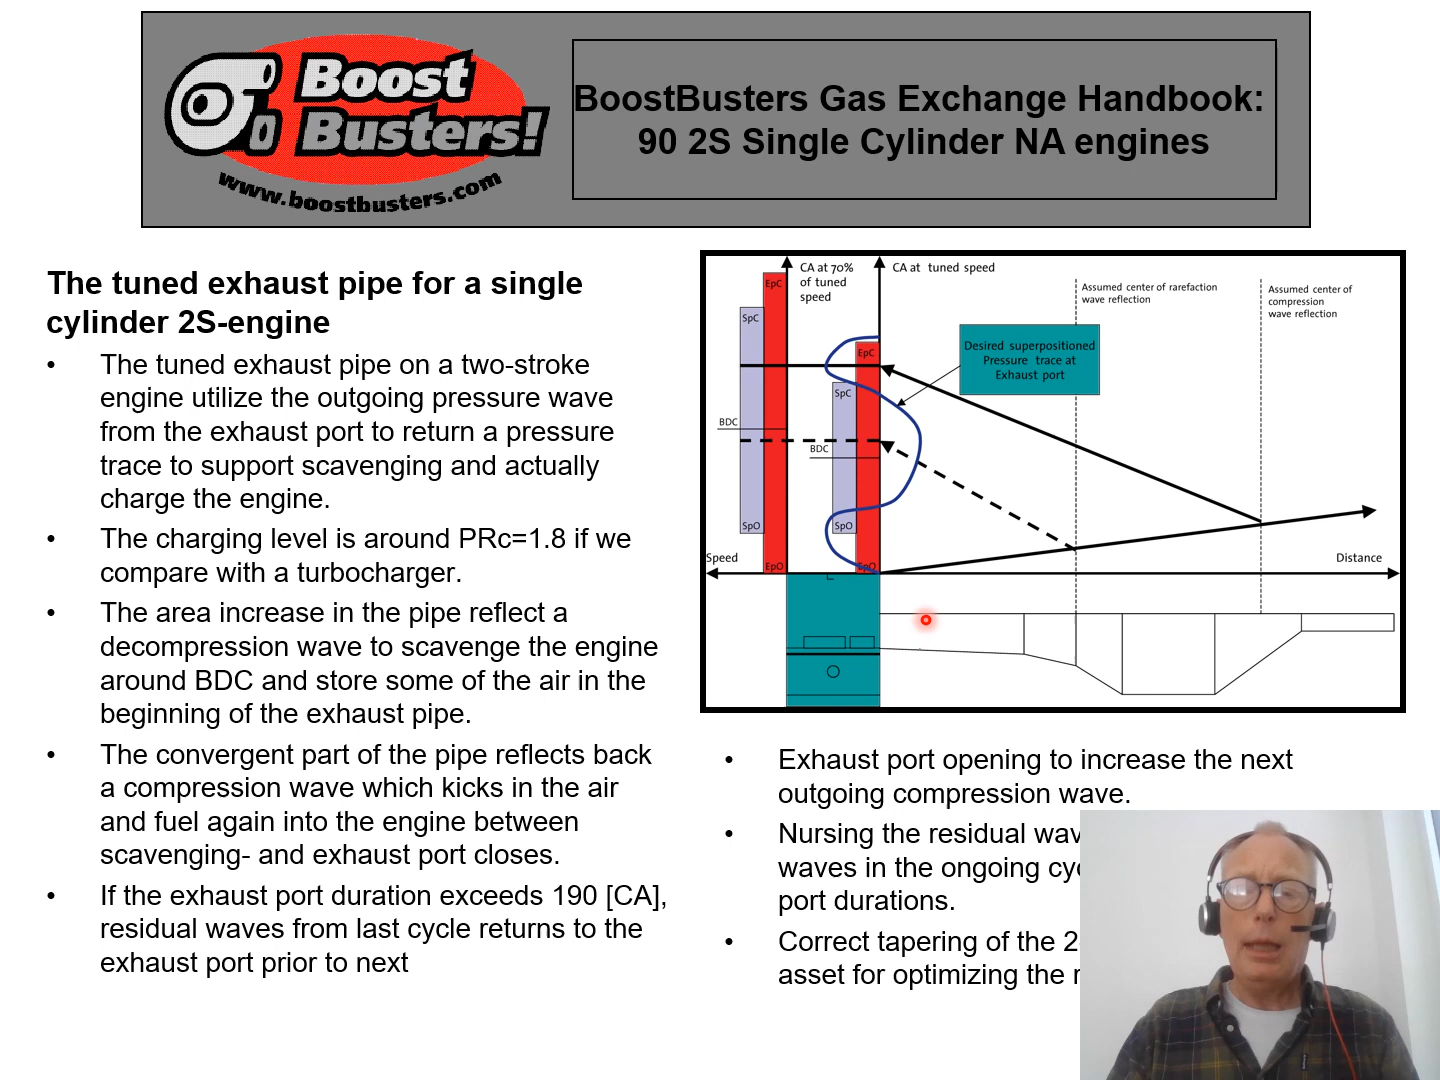 Boost
Busters!
www.boostbusters.com
BoostBusters Gas Exchange Handbook:
90 2S Single Cylinder NA engines
The tuned exhaust pipe for a single
cylinder 2S-engine
• The tuned exhaust pipe on a two-stroke
engine utilize the outgoing pressure wave
from the exhaust port to return a pressure
trace to support scavenging and actually
charge the engine.
• The charging level is around PRc=1.8 if we
compare with a turbocharger.
• The area increase in the pipe reflect a
decompression wave to scavenge the engine
around BDC and store some of the air in the
beginning of the exhaust pipe.
• The convergent part of the pipe reflects back
a compression wave which kicks in the air
and fuel again into the engine between
scavenging- and exhaust port closes.
• If the exhaust port duration exceeds 190 [CA],
residual waves from last cycle returns to the
exhaust port prior to next
CA at 70%
of tuned
speed
CA at tuned speed
Assumed center of rarefaction
wave reflection
Assumed center of
compression
wave reflection
EpC
SpC
Desired superpositioned
Pressure trace at
Exhaust port
EpC
SpC
BDC
BDC
SpO
SpO
EpO
EpO
Speed
Distance
• Exhaust port opening to increase the next
outgoing compression wave.
• Nursing the residual
waves in the ongoing
port durations.
• Correct tapering of the
asset for optimizing the